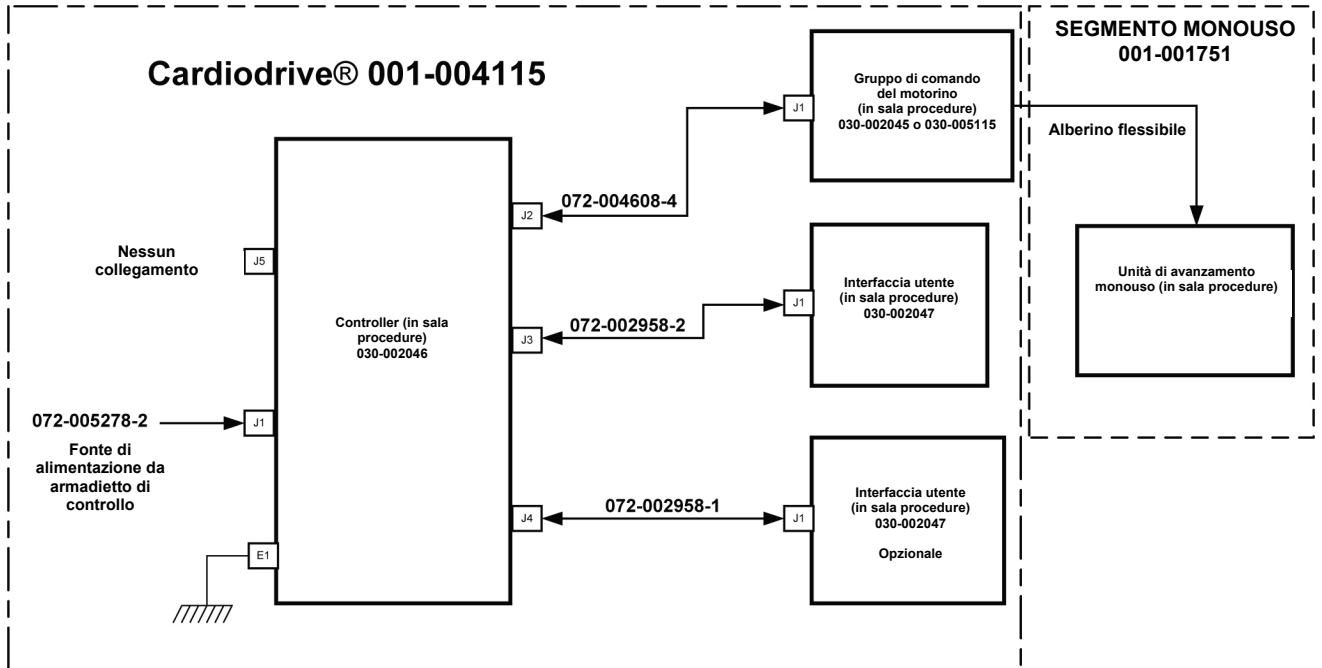 Cardiodrive® 001-004115
SEGMENTO MONOUSO
001-001751
Gruppo di comando
del motorino
(in sala procedure)
030-002045 o 030-005115
J1
Alberino flessibile
072-004608-4
J2
Nessun
collegamento
J5
Unità di avanzamento
monouso (in sala procedure)
Interfaccia utente
(in sala procedure)
030-002047
J1
072-002958-2
J3
Controller (in sala
procedure)
030-002046
072-005278-2
J1
Fonte di
alimentazione da
armadietto di
controllo
Interfaccia utente
(in sala procedure)
030-002047
Opzionale
J1
072-002958-1
J4
E1